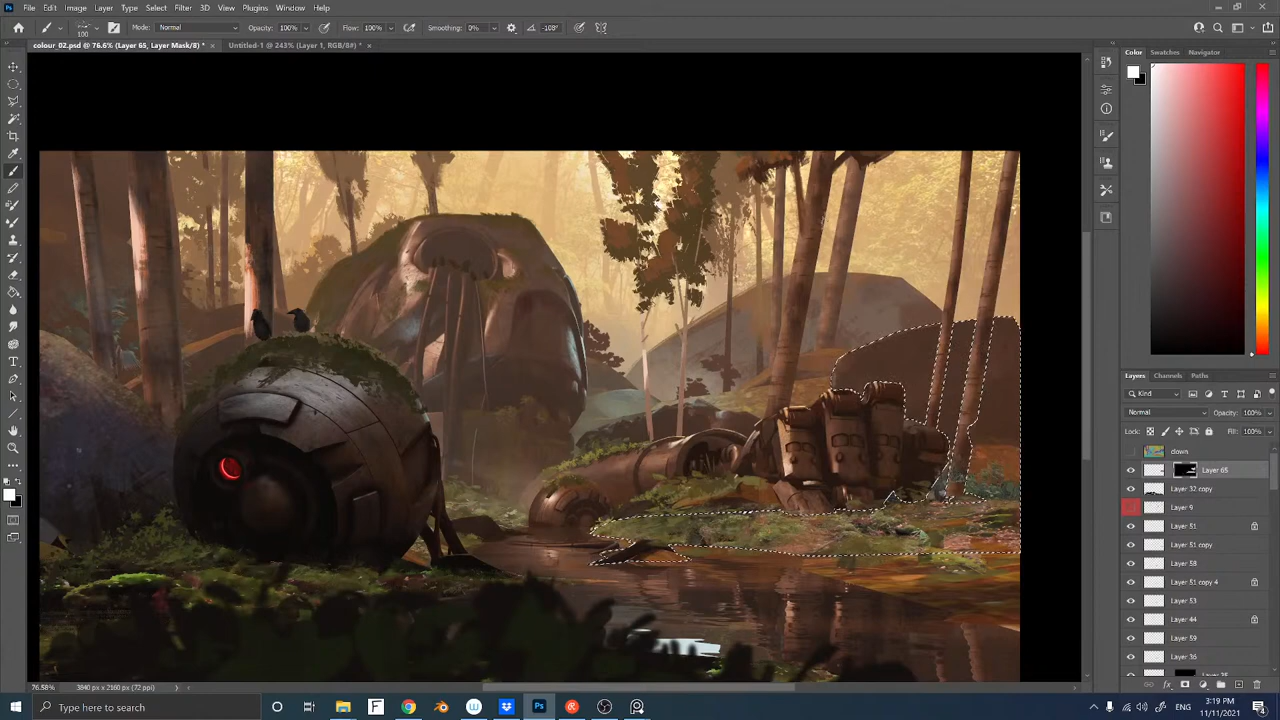 File Edit Image Layer Type Select Filter 3D View Plugins Window Help
100 Mode: Normal Opacity: 100% Flow: 100% Smoothing: 0% -108°
colour_02.psd @ 76.6% (Layer 65, Layer Mask/8) * × Untitled-1 @ 243% (Layer 1, RGB/8#) * ×
Color Swatches Navigator
Layers Channels Paths
Kind
Normal Opacity: 100%
Lock: Fill: 100%
clown
Layer 65
Layer 32 copy
Layer 9
Layer 51
Layer 51 copy
Layer 58
Layer 51 copy 4
Layer 53
Layer 44
Layer 59
Layer 36
76.58% 3840 px x 2160 px (72 ppi)
Type here to search
ENG 3:19 PM
11/11/2021